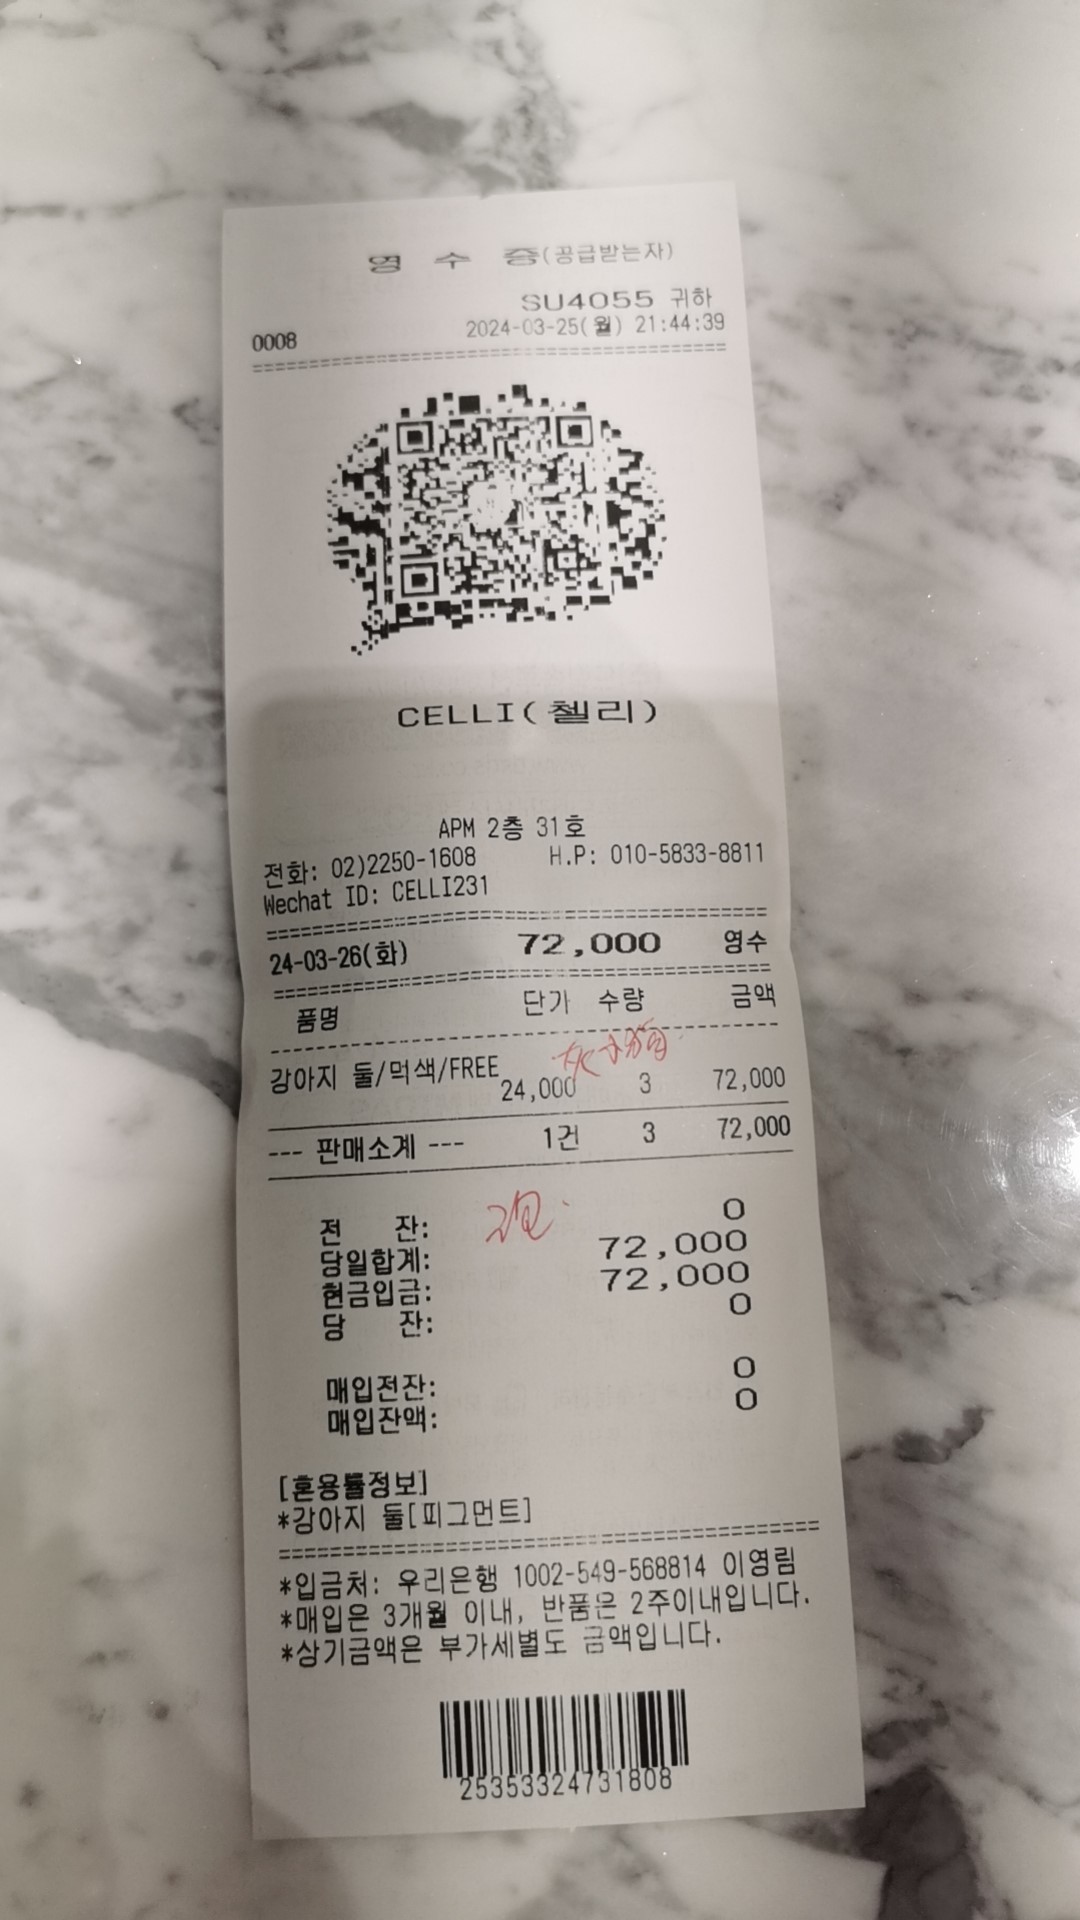 영 수 증(공급받는자)
SU4055 귀하
0008 2024-03-25(월) 21:44:39
CELLI(첼리)
APM 2층 31호
전화: 02)2250-1608 H.P: 010-5833-8811
Wechat ID: CELLI231
24-03-26(화) 72,000 영수
품명 단가 수량 금액
강아지 둘/먹색/FREE
24,000 3 72,000
--- 판매소계 --- 1건 3 72,000
전 잔: 0
당일합계: 72,000
현금입금: 72,000
당 잔: 0
매입전잔: 0
매입잔액: 0
[혼용률정보]
*강아지 둘[피그먼트]
*입금처: 우리은행 1002-549-568814 이영림
*매입은 3개월 이내, 반품은 2주이내입니다.
*상기금액은 부가세별도 금액입니다.
25353324731808